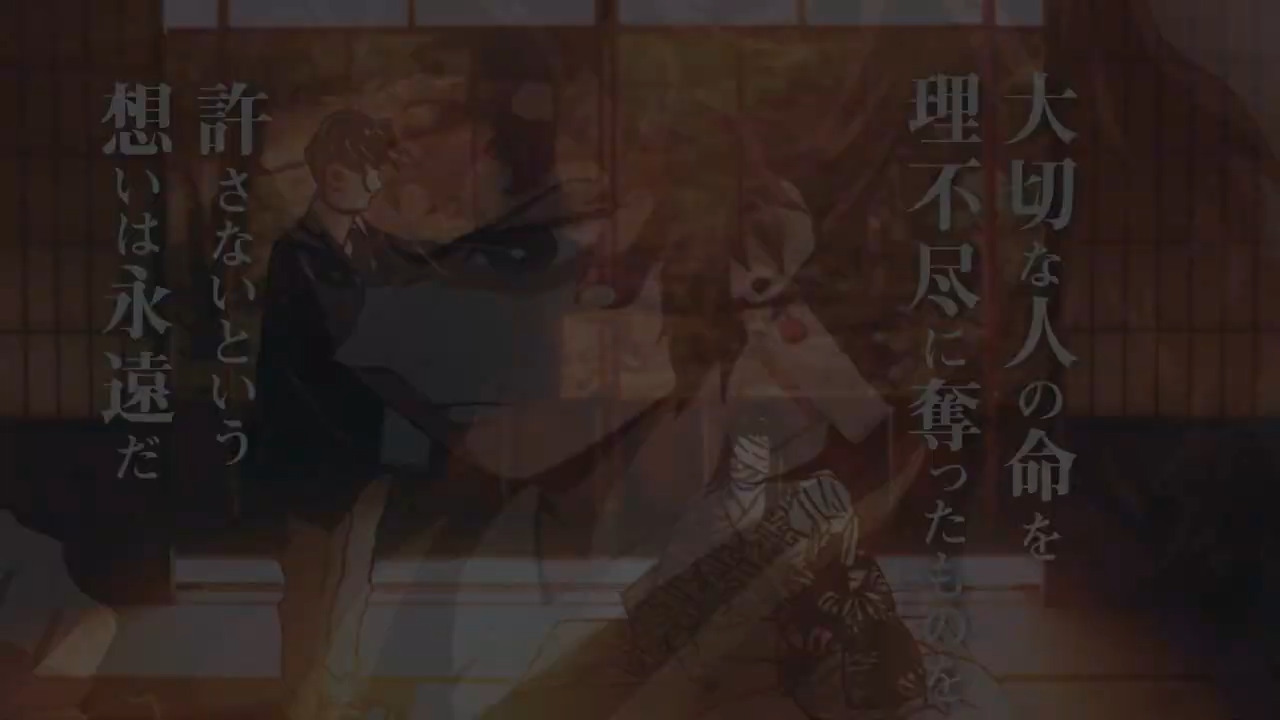 大切な人の命を
理不尽に奪ったものを
許さないという
想いは永遠だ